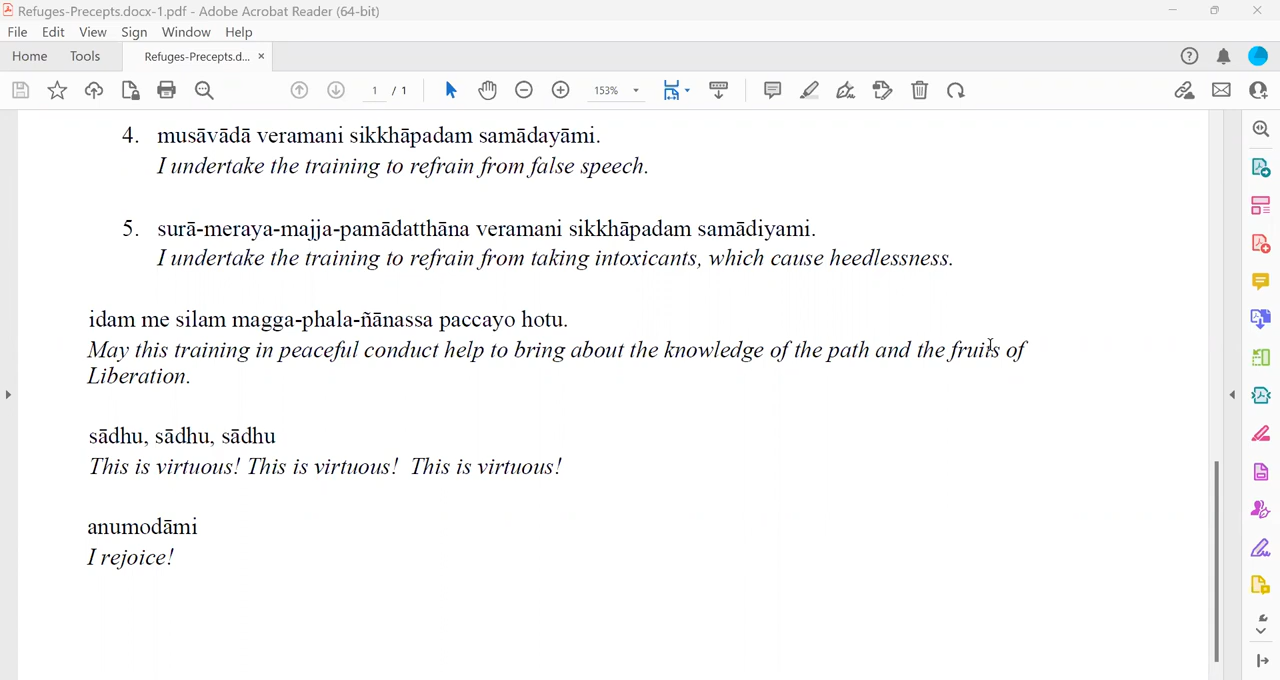 Refuges-Precepts.docx-1.pdf - Adobe Acrobat Reader (64-bit)
File Edit View Sign Window Help
Home Tools Refuges-Precepts.d... ×
1 / 1 153%
4. musāvādā veramani sikkhāpadam samādayāmi.
I undertake the training to refrain from false speech.
5. surā-meraya-majja-pamādatthāna veramani sikkhāpadam samādiyami.
I undertake the training to refrain from taking intoxicants, which cause heedlessness.
idam me silam magga-phala-ñānassa paccayo hotu.
May this training in peaceful conduct help to bring about the knowledge of the path and the fruits of
Liberation.
sādhu, sādhu, sādhu
This is virtuous! This is virtuous!  This is virtuous!
anumodāmi
I rejoice!